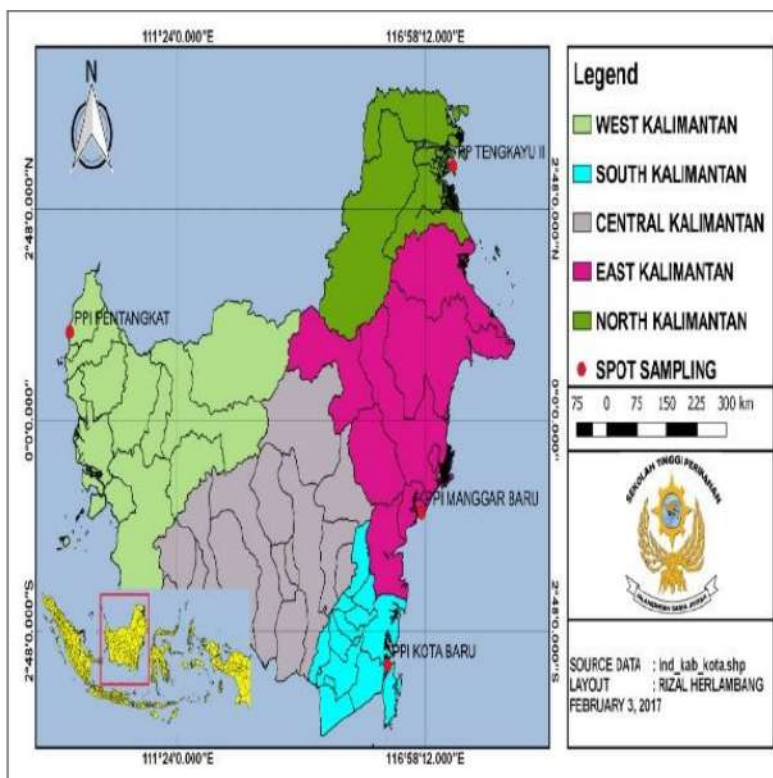 111°24'0.000"E
116°58'12.000"E
N
PP TENGKAYU II
2°48'0.000"N
2°48'0.000"N
PPI PENTANGKAT
0°0'0.000"
0°0'0.000"
PPI MANGGAR BARU
2°48'0.000"S
2°48'0.000"S
PPI KOTA BARU
111°24'0.000"E
116°58'12.000"E
Legend
WEST KALIMANTAN
SOUTH KALIMANTAN
CENTRAL KALIMANTAN
EAST KALIMANTAN
NORTH KALIMANTAN
SPOT SAMPLING
75 0 75 150 225 300 km
SEKOLAH TINGGI PERIKANAN
SOURCE DATA : ind_kab_kota.shp
LAYOUT : RIZAL HERLAMBANG
FEBRUARY 3, 2017